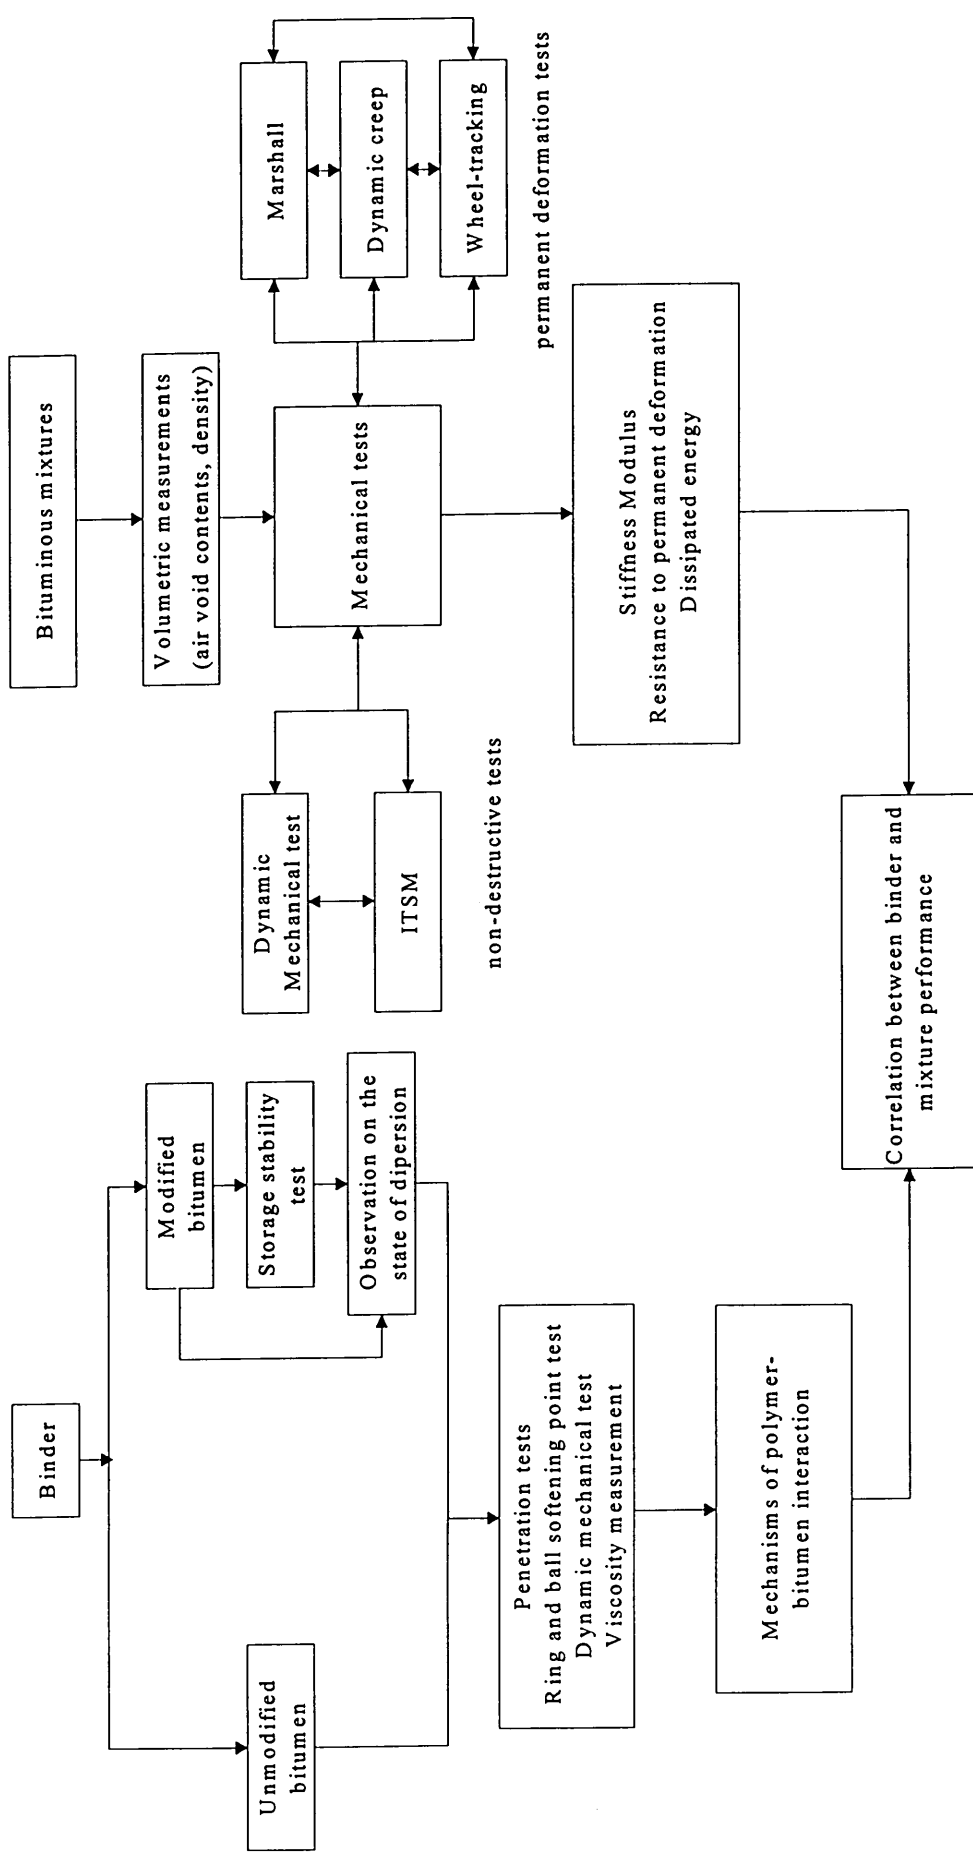 Binder
Unmodified
bitumen
Modified
bitumen
Storage stability
test
Observation on the
state of dipersion
Penetration tests
Ring and ball softening point test
Dynamic mechanical test
Viscosity measurement
Mechanisms of polymer-
bitumen interaction
Bituminous mixtures
Volumetric measurements
(air void contents, density)
Mechanical tests
Dynamic
Mechanical test
ITSM
non-destructive tests
Marshall
Dynamic creep
Wheel-tracking
permanent deformation tests
Stiffness Modulus
Resistance to permanent deformation
Dissipated energy
Correlation between binder and
mixture performance